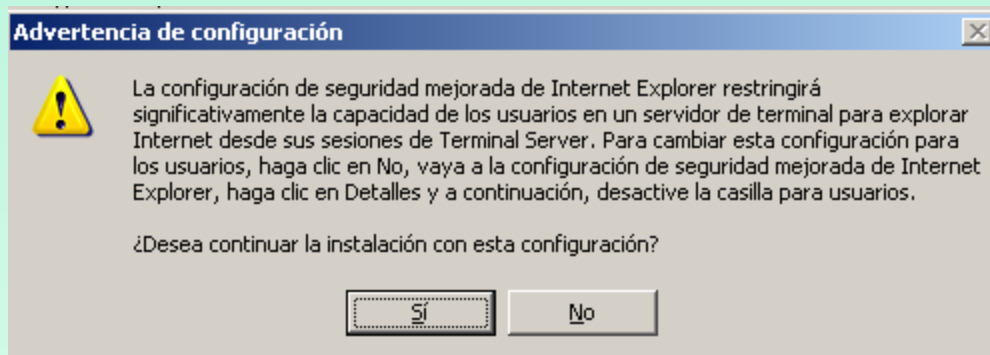 Advertencia de configuración
La configuración de seguridad mejorada de Internet Explorer restringirá
significativamente la capacidad de los usuarios en un servidor de terminal para explorar
Internet desde sus sesiones de Terminal Server. Para cambiar esta configuración para
los usuarios, haga clic en No, vaya a la configuración de seguridad mejorada de Internet
Explorer, haga clic en Detalles y a continuación, desactive la casilla para usuarios.
¿Desea continuar la instalación con esta configuración?
Sí No